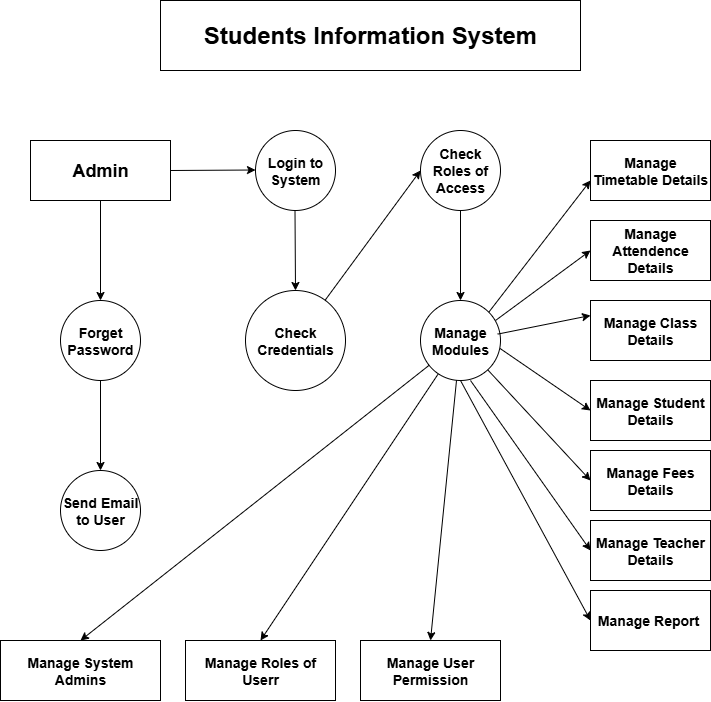 Students Information System
Admin
Login to
System
Check
Roles of
Access
Manage
Timetable Details
Manage
Attendence
Details
Forget
Password
Check
Credentials
Manage
Modules
Manage Class
Details
Manage Student
Details
Manage Fees
Details
Send Email
to User
Manage Teacher
Details
Manage Report
Manage System
Admins
Manage Roles of
Userr
Manage User
Permission